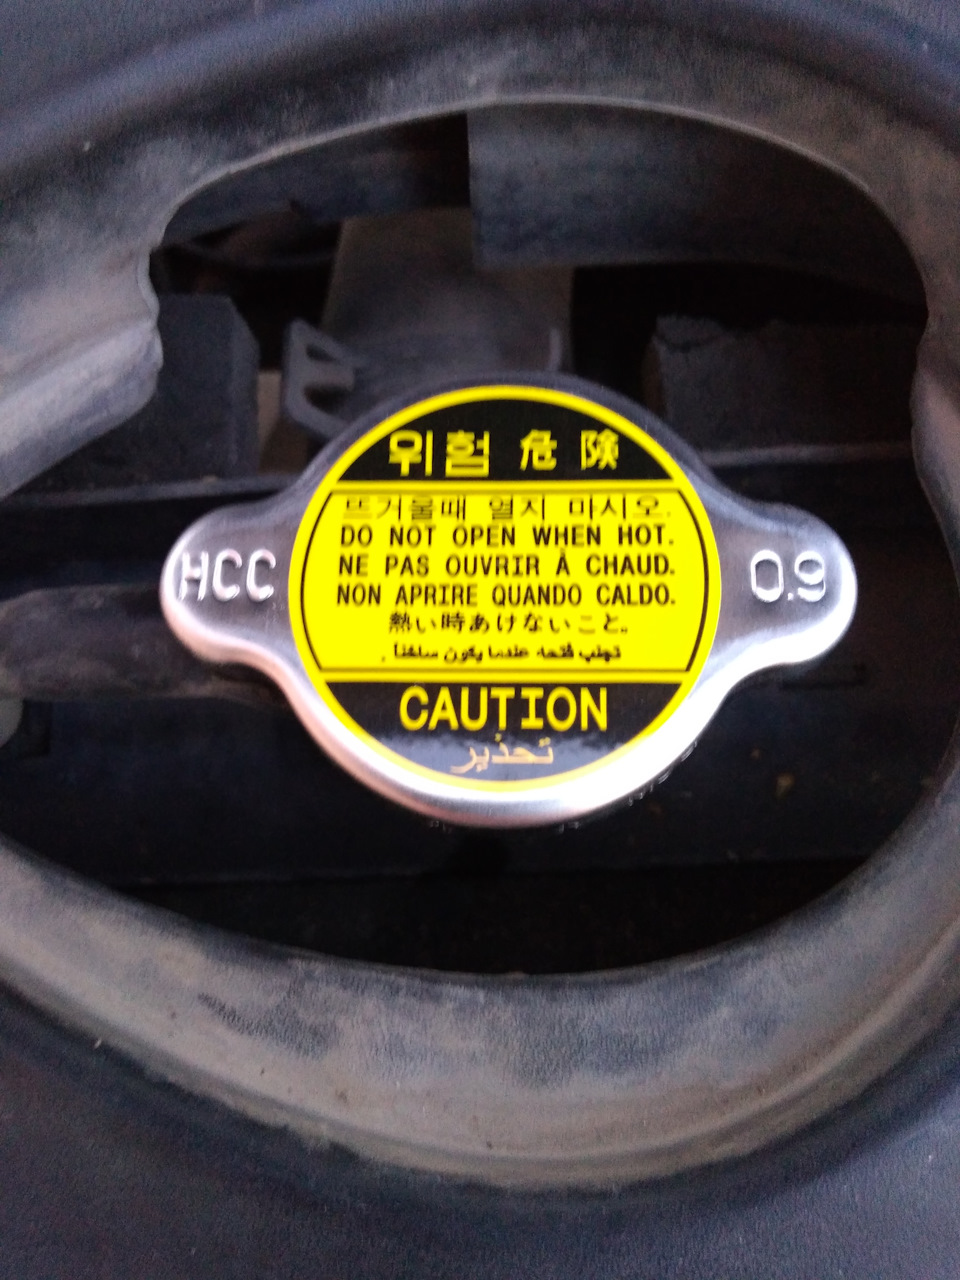 위험 危険
뜨거울때 열지 마시오.
DO NOT OPEN WHEN HOT.
NE PAS OUVRIR À CHAUD.
NON APRIRE QUANDO CALDO.
熱い時あけないこと。
تجنب فتحه عندما يكون ساخنا .
CAUTION
تحذير
HCC
0.9